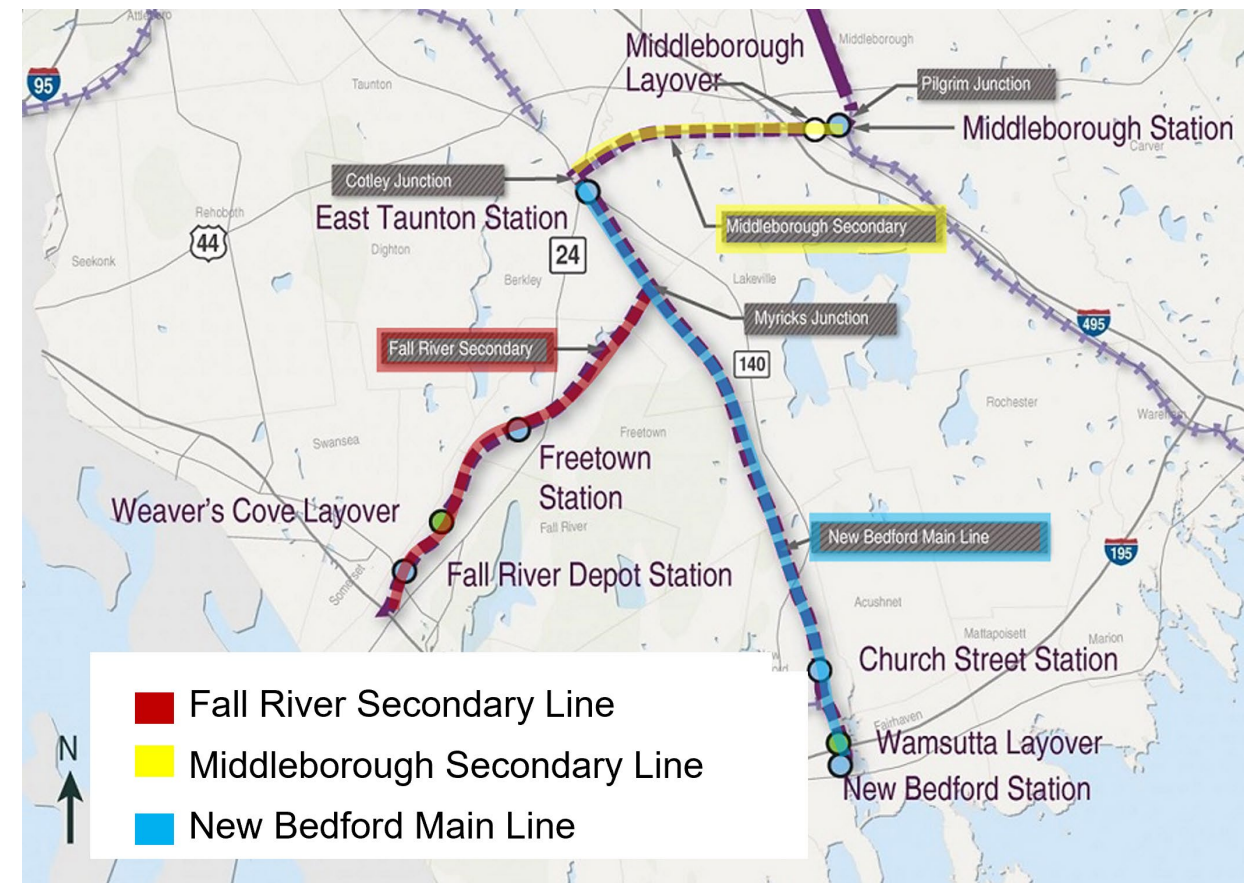 Attleboro
Middleborough
Layover
Middleborough
95
Taunton
Pilgrim Junction
Middleborough Station
Carver
Cotley Junction
East Taunton Station
Rehoboth
44
Seekonk
Dighton
24
Berkley
Middleborough Secondary
Lakeville
Myricks Junction
495
Fall River Secondary
140
Rochester
Wareham
Swansea
Freetown
Freetown
Station
Weaver's Cove Layover
Fall River
New Bedford Main Line
195
Somerset
Fall River Depot Station
Acushnet
Mattapoisett
Marion
Church Street Station
Fairhaven
Wamsutta Layover
New Bedford Station
N
Fall River Secondary Line
Middleborough Secondary Line
New Bedford Main Line